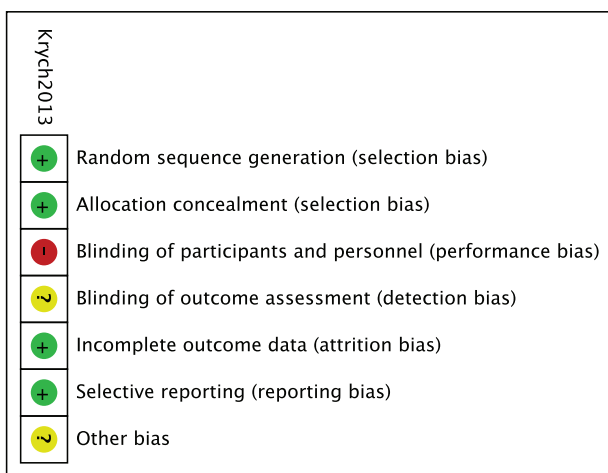 Krych2013
+ Random sequence generation (selection bias)
+ Allocation concealment (selection bias)
- Blinding of participants and personnel (performance bias)
? Blinding of outcome assessment (detection bias)
+ Incomplete outcome data (attrition bias)
+ Selective reporting (reporting bias)
? Other bias